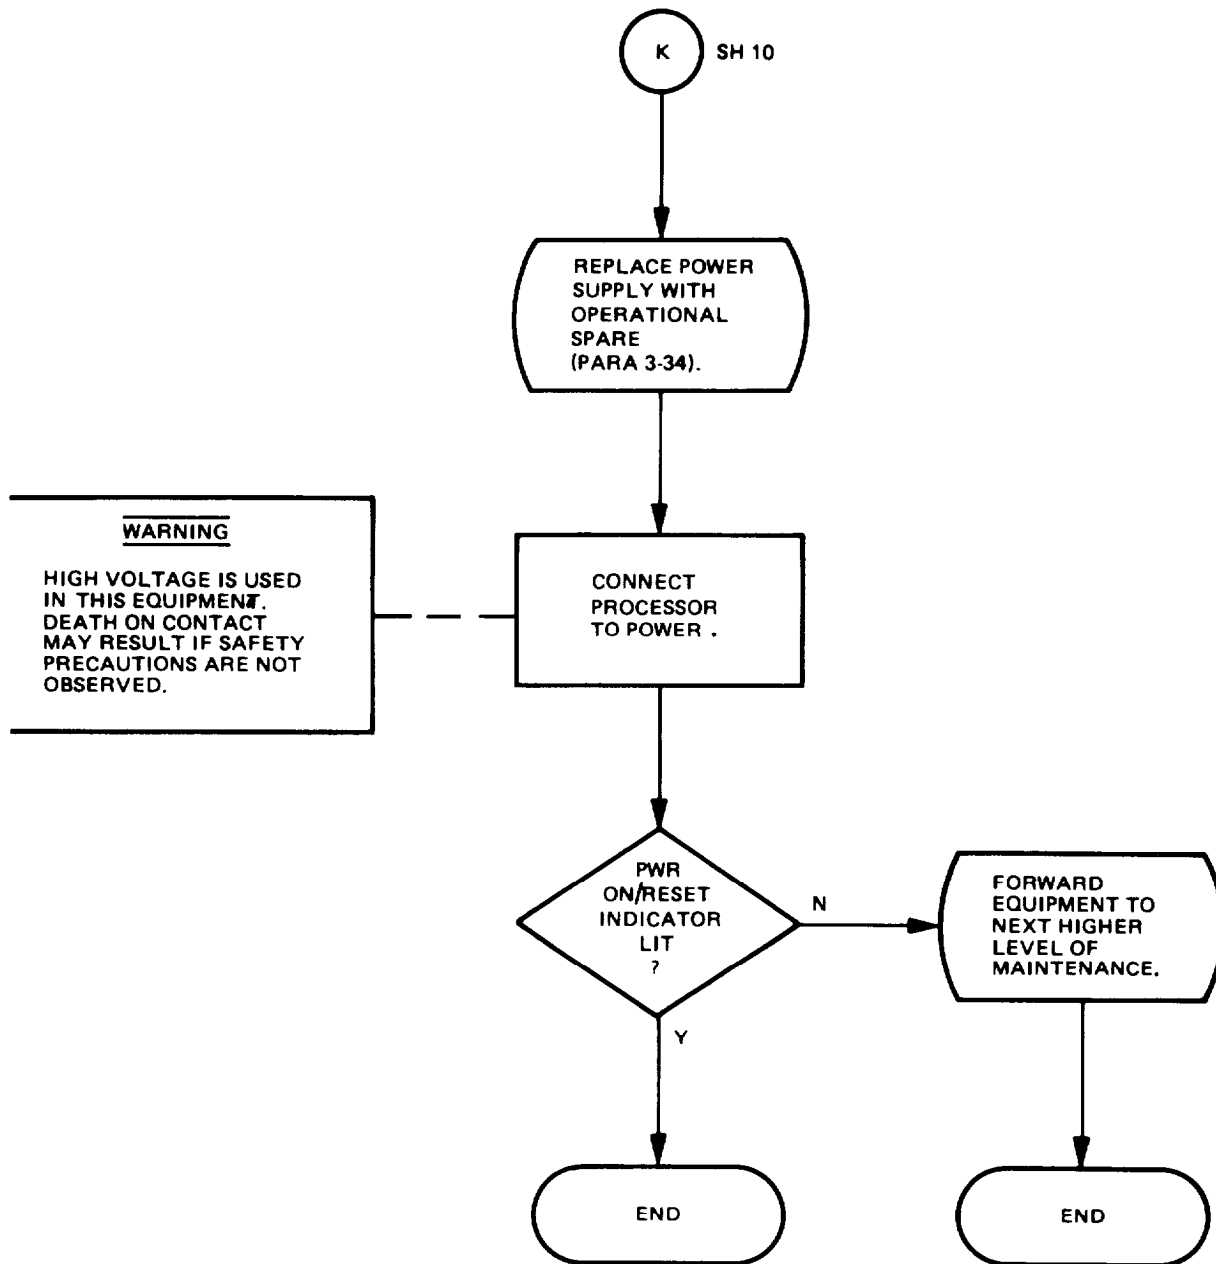 K SH 10
REPLACE POWER
SUPPLY WITH
OPERATIONAL
SPARE
(PARA 3-34).
WARNING
HIGH VOLTAGE IS USED
IN THIS EQUIPMENT.
DEATH ON CONTACT
MAY RESULT IF SAFETY
PRECAUTIONS ARE NOT
OBSERVED.
CONNECT
PROCESSOR
TO POWER .
PWR
ON/RESET
INDICATOR
LIT
?
N
FORWARD
EQUIPMENT TO
NEXT HIGHER
LEVEL OF
MAINTENANCE.
Y
END
END